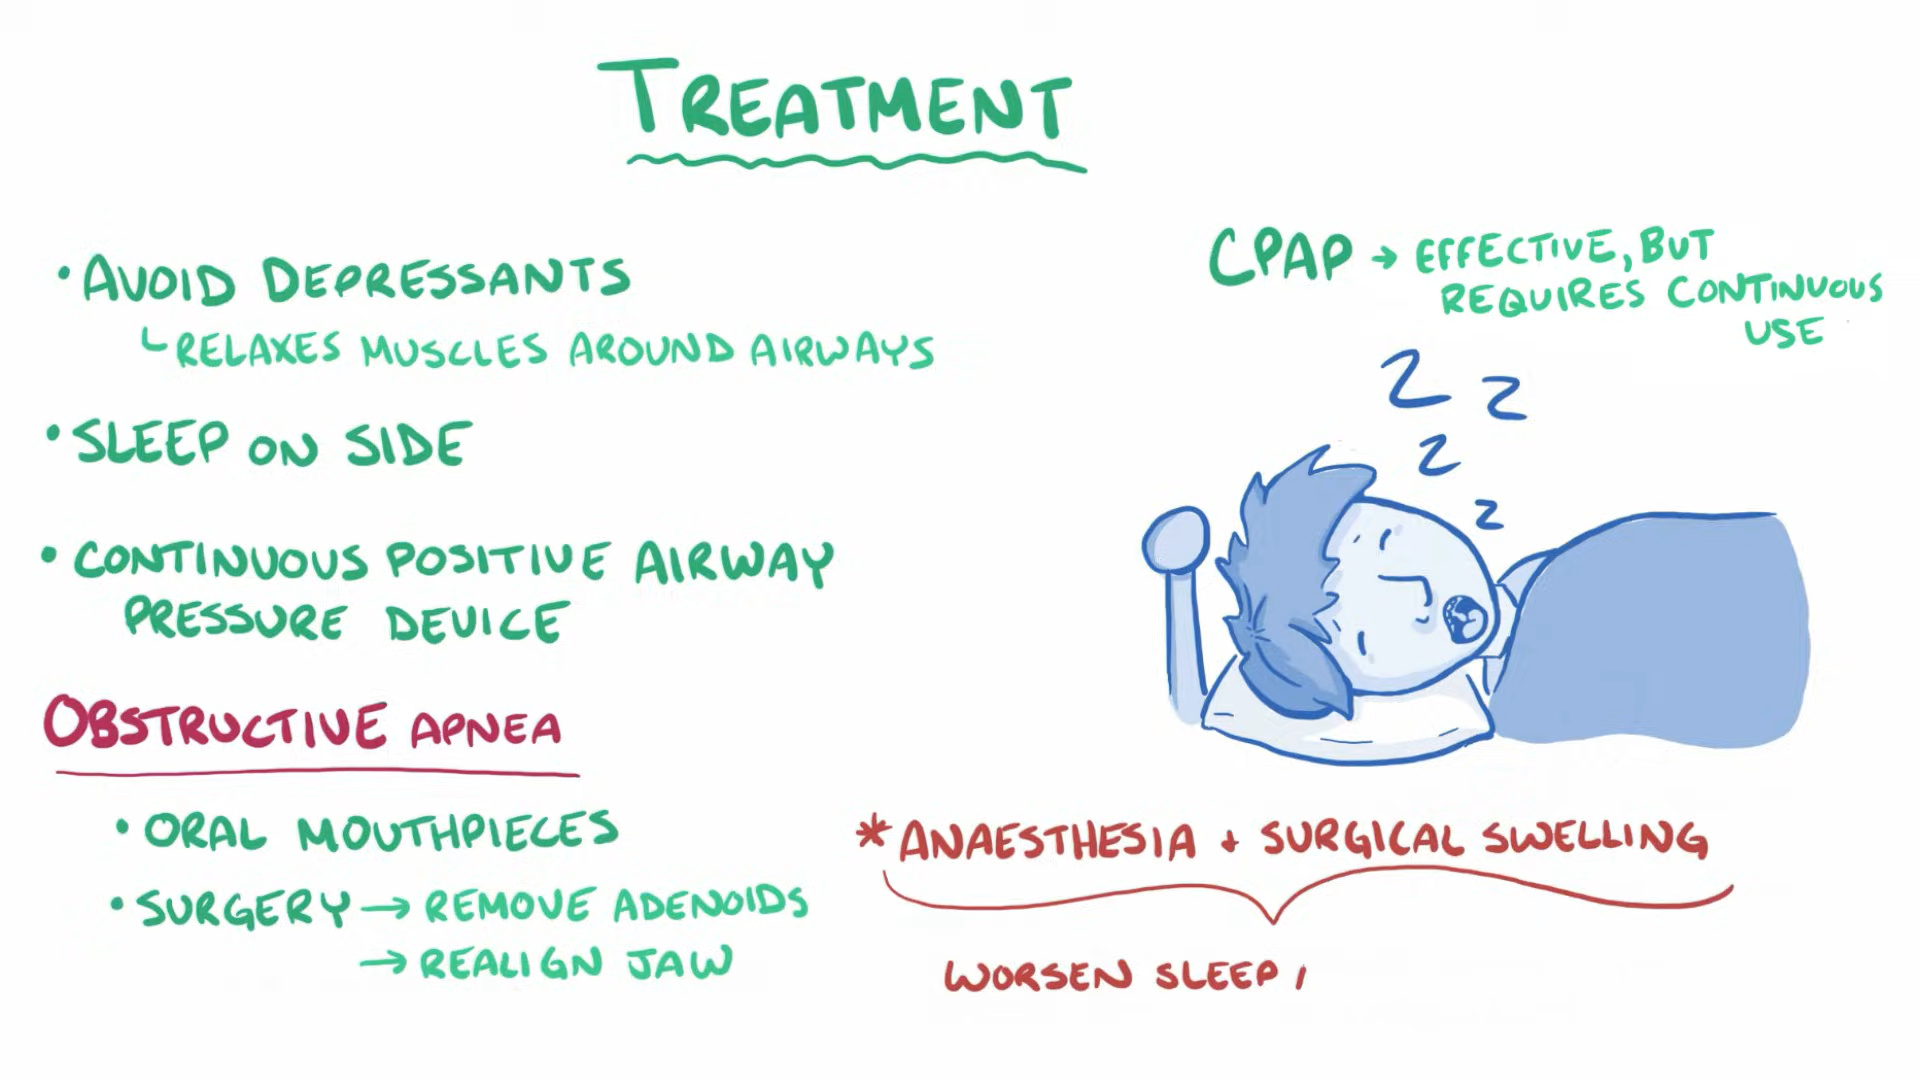 TREATMENT
• AVOID DEPRESSANTS
RELAXES MUSCLES AROUND AIRWAYS
• SLEEP ON SIDE
• CONTINUOUS POSITIVE AIRWAY
PRESSURE DEVICE
OBSTRUCTIVE APNEA
• ORAL MOUTHPIECES
• SURGERY → REMOVE ADENOIDS
→ REALIGN JAW
CPAP → EFFECTIVE, BUT
REQUIRES CONTINUOUS
USE
Z Z
Z
Z
* ANAESTHESIA + SURGICAL SWELLING
WORSEN SLEEP